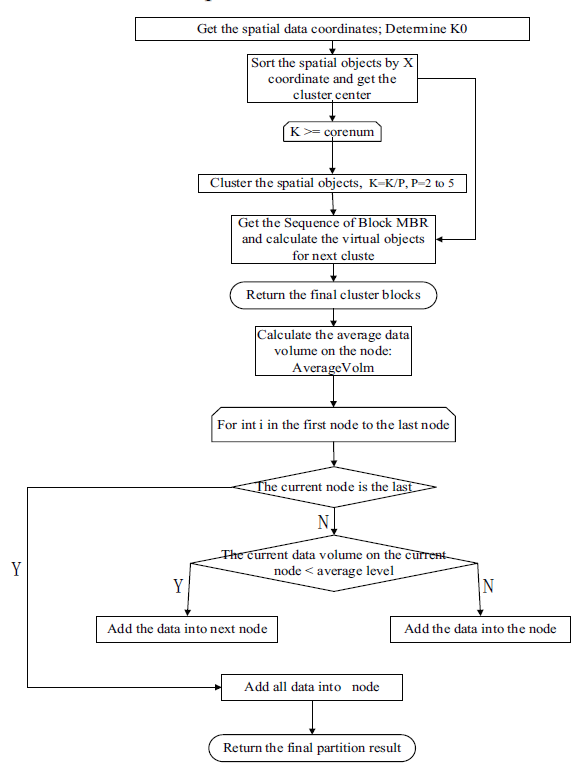 Get the spatial data coordinates; Determine K0
Sort the spatial objects by X
coordinate and get the
cluster center
K >= corenum
Cluster the spatial objects, K=K/P, P=2 to 5
Get the Sequence of Block MBR
and calculate the virtual objects
for next cluste
Return the final cluster blocks
Calculate the average data
volume on the node:
AverageVolm
For int i in the first node to the last node
The current node is the last
N
The current data volume on the current
node < average level
Y
Y
N
Add the data into next node
Add the data into the node
Add all data into node
Return the final partition result